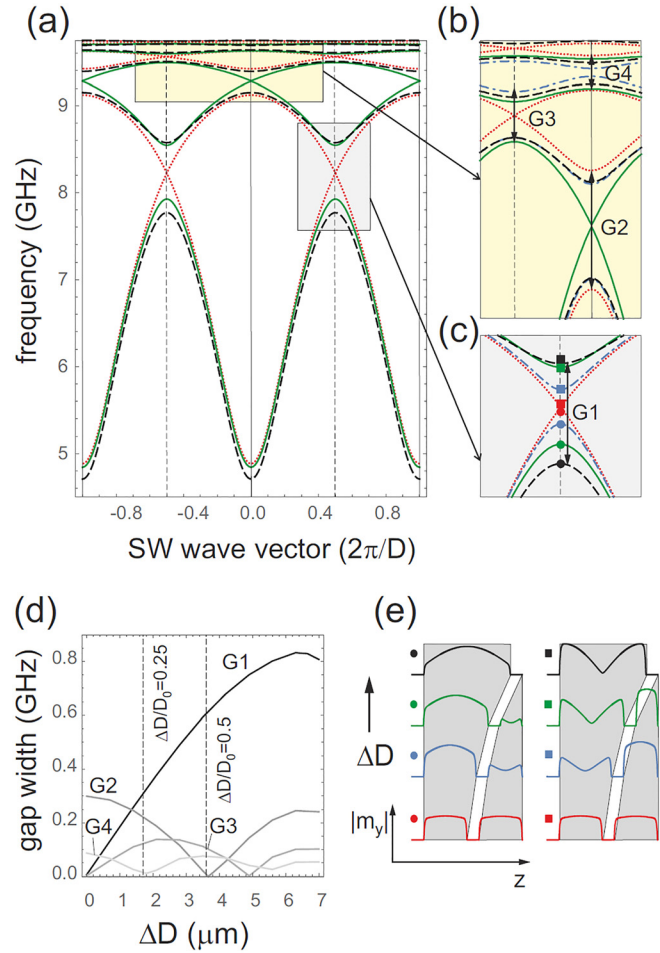 (a)
(b)
9
8
7
6
5
frequency (GHz)
-0.8
-0.4
0.0
0.4
0.8
SW wave vector (2π/D)
G4
G3
G2
(c)
G1
(d)
0.8
0.6
0.4
0.2
0.0
gap width (GHz)
G1
G2
G4
G3
ΔD/D₀=0.25
ΔD/D₀=0.5
0
1
2
3
4
5
6
7
ΔD (μm)
(e)
ΔD
|mᵧ|
z